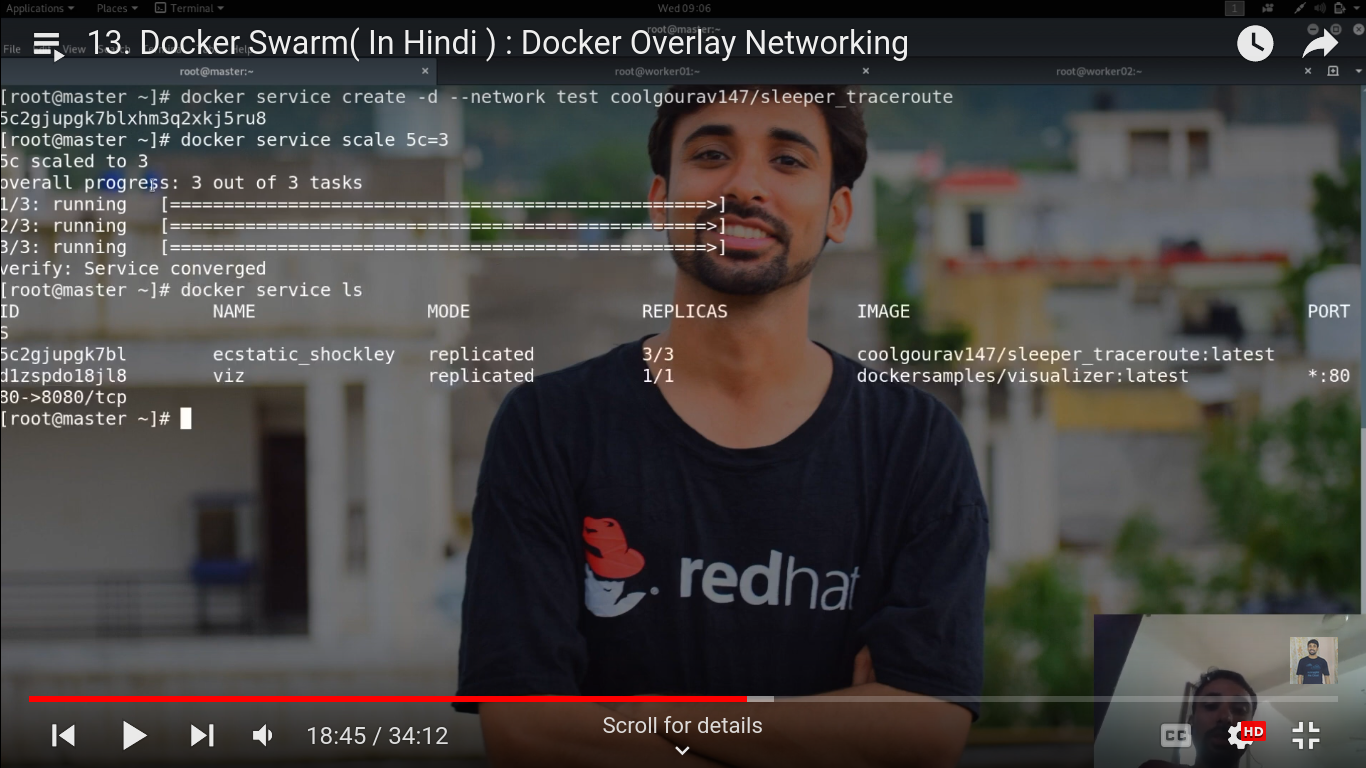 Applications Places Terminal Wed 09:06 1
root@master:~
File View Help
13. Docker Swarm( In Hindi ) : Docker Overlay Networking
root@master:~ × root@worker01:~ × root@worker02:~ ×
[root@master ~]# docker service create -d --network test coolgourav147/sleeper_traceroute
5c2gjupgk7blxhm3q2xkj5ru8
[root@master ~]# docker service scale 5c=3
5c scaled to 3
overall progress: 3 out of 3 tasks
1/3: running [==================================================>]
2/3: running [==================================================>]
3/3: running [==================================================>]
verify: Service converged
[root@master ~]# docker service ls
ID NAME MODE REPLICAS IMAGE PORT
S
5c2gjupgk7bl ecstatic_shockley replicated 3/3 coolgourav147/sleeper_traceroute:latest
d1zspdo18jl8 viz replicated 1/1 dockersamples/visualizer:latest *:80
80->8080/tcp
[root@master ~]#
redhat
18:45 / 34:12
Scroll for details
CC HD